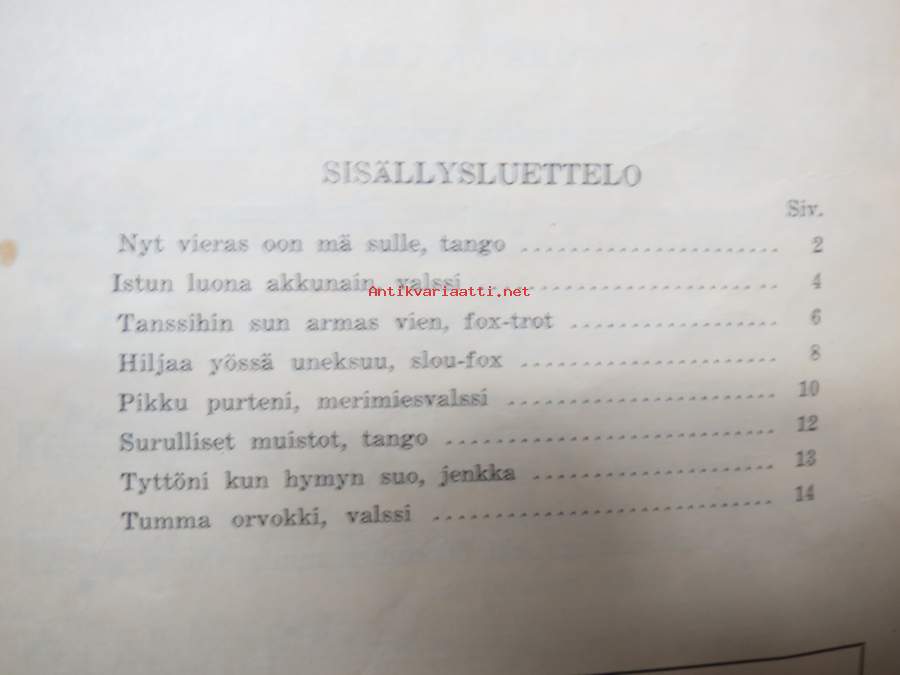 SISÄLLYSLUETTELO
Siv.
Nyt vieras oon mä sulle, tango ........................ 2
Istun luona akkunain, valssi ........................ 4
Antikvariaatti.net
Tanssihin sun armas vien, fox-trot .................... 6
Hiljaa yössä uneksuu, slou-fox ........................ 8
Pikku purteni, merimiesvalssi ......................... 10
Surulliset muistot, tango .............................. 12
Tyttöni kun hymyn suo, jenkka ....................... 13
Tumma orvokki, valssi ................................ 14